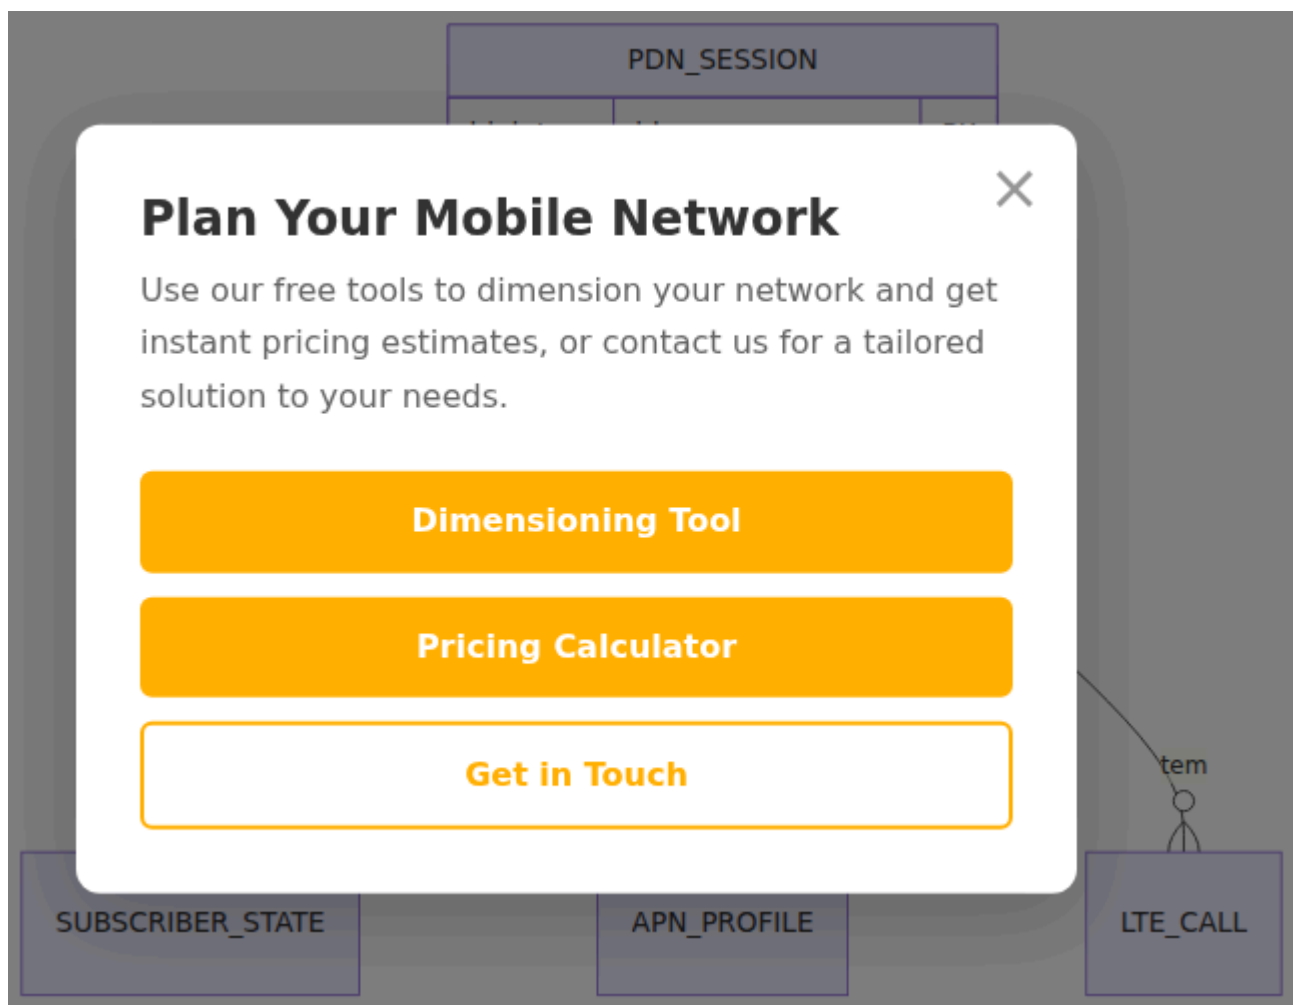 PDN_SESSION
Plan Your Mobile Network
Use our free tools to dimension your network and get
instant pricing estimates, or contact us for a tailored
solution to your needs.
Dimensioning Tool
Pricing Calculator
Get in Touch
tem
SUBSCRIBER_STATE
APN_PROFILE
LTE_CALL